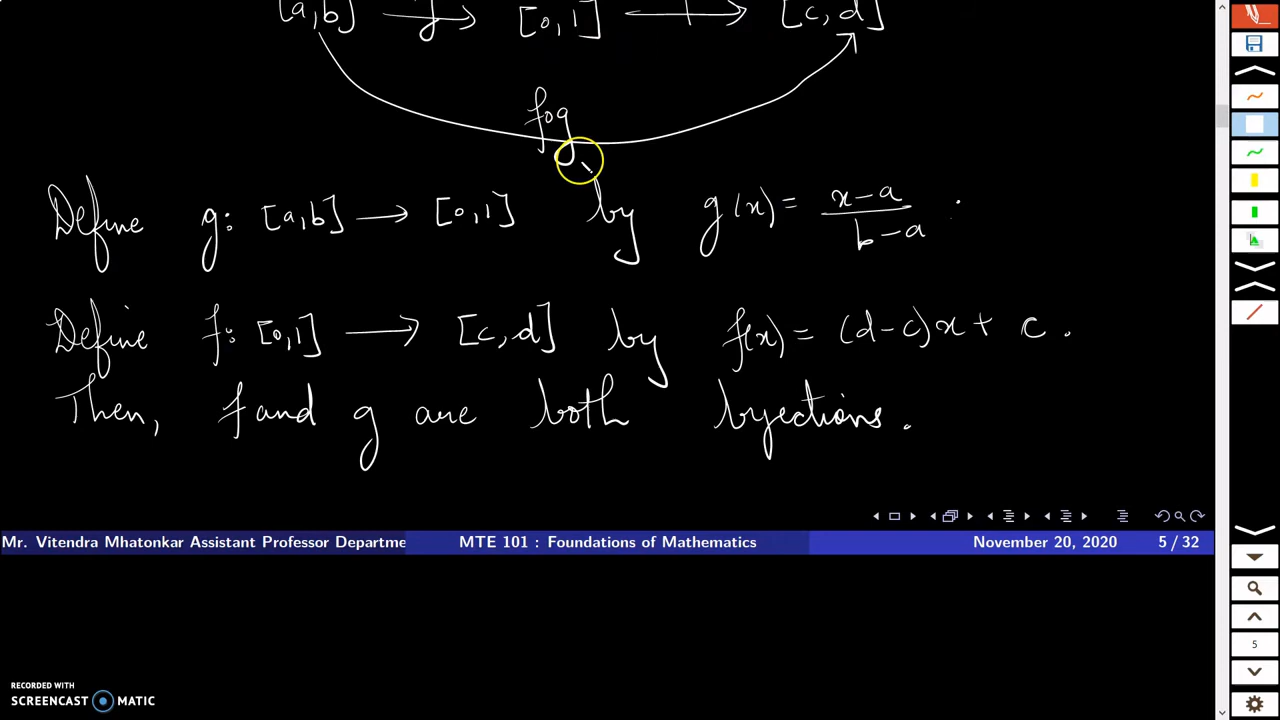 [a,b] g→ [0,1] f→ [c,d]
fog
Define g: [a,b] → [0,1] by g(x) = x-a / b-a .
Define f: [0,1] → [c,d] by f(x) = (d-c)x + c .
Then, f and g are both bijections.
Mr. Vitendra Mhatonkar Assistant Professor Departme MTE 101 : Foundations of Mathematics November 20, 2020 5 / 32
5
RECORDED WITH
SCREENCAST MATIC